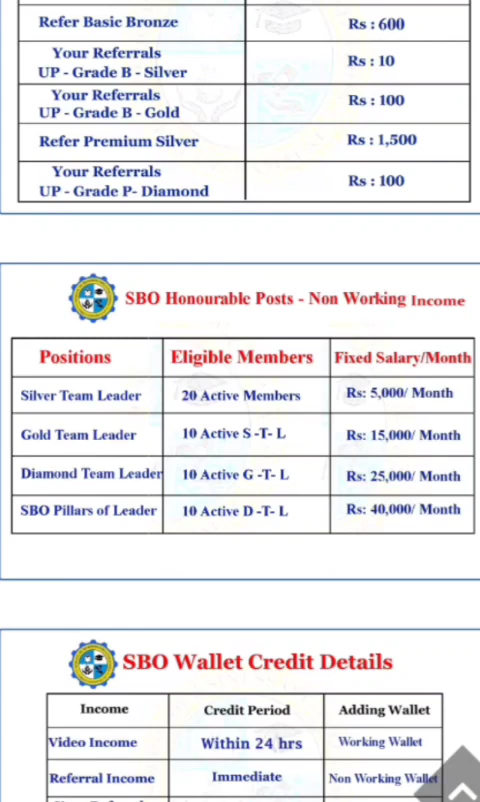 Refer Basic Bronze Rs : 600
Your Referrals
UP - Grade B - Silver Rs : 10
Your Referrals
UP - Grade B - Gold Rs : 100
Refer Premium Silver Rs : 1,500
Your Referrals
UP - Grade P- Diamond Rs : 100
SBO Honourable Posts - Non Working Income
Positions Eligible Members Fixed Salary/Month
Silver Team Leader 20 Active Members Rs: 5,000/ Month
Gold Team Leader 10 Active S -T- L Rs: 15,000/ Month
Diamond Team Leader 10 Active G -T- L Rs: 25,000/ Month
SBO Pillars of Leader 10 Active D -T- L Rs: 40,000/ Month
SBO Wallet Credit Details
Income Credit Period Adding Wallet
Video Income Within 24 hrs Working Wallet
Referral Income Immediate Non Working Wallet